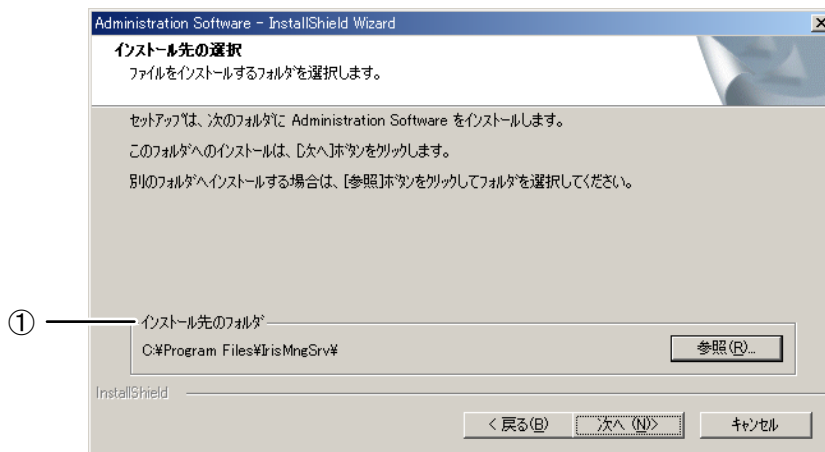 Administration Software - InstallShield Wizard
インストール先の選択
ファイルをインストールするフォルダを選択します。
セットアップは、次のフォルダに Administration Software をインストールします。
このフォルダへのインストールは、[次へ]ボタンをクリックします。
別のフォルダへインストールする場合は、[参照]ボタンをクリックしてフォルダを選択してください。
①
インストール先のフォルダ
C:¥Program Files¥IrisMngSrv¥
参照(R)...
InstallShield
< 戻る(B)
次へ (N)>
キャンセル